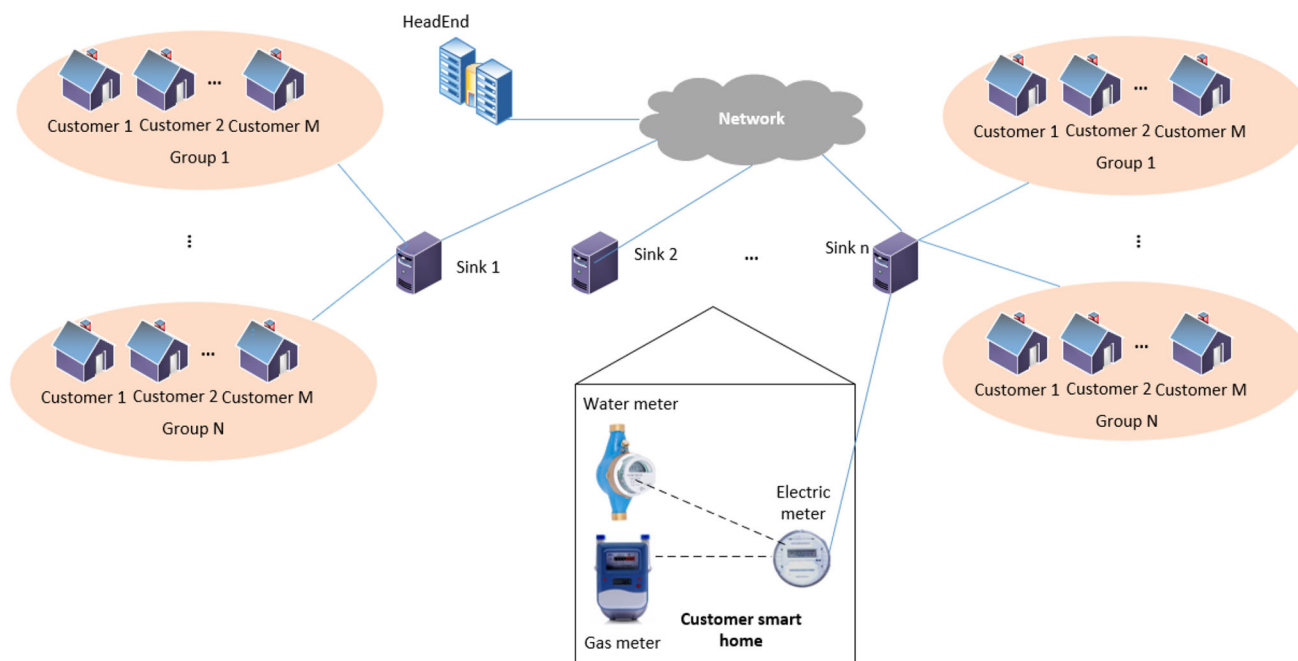 HeadEnd
Network
...
Customer 1 Customer 2 Customer M
Group 1
...
Customer 1 Customer 2 Customer M
Group 1
...
Sink 1
Sink 2
...
Sink n
...
...
Customer 1 Customer 2 Customer M
Group N
...
Customer 1 Customer 2 Customer M
Group N
Water meter
Electric
meter
Gas meter
Customer smart
home